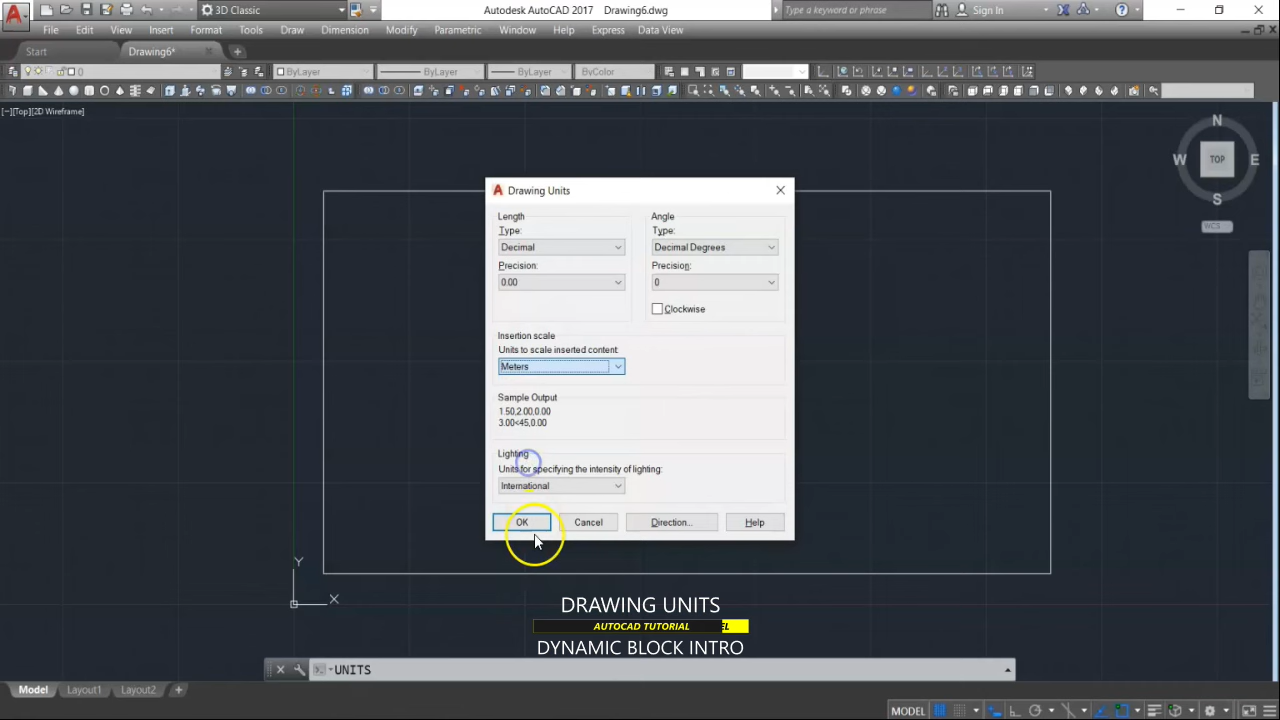 3D Classic
Autodesk AutoCAD 2017 Drawing6.dwg
Type a keyword or phrase
Sign In
File Edit View Insert Format Tools Draw Dimension Modify Parametric Window Help Express Data View
Start
Drawing6*
0
ByLayer
ByLayer
ByLayer
ByColor
[−][Top][2D Wireframe]
N
W
TOP
E
S
WCS
Drawing Units
Length
Type:
Decimal
Precision:
0.00
Angle
Type:
Decimal Degrees
Precision:
0
Clockwise
Insertion scale
Units to scale inserted content:
Meters
Sample Output
1.50,2.00,0.00
3.00<45,0.00
Lighting
Units for specifying the intensity of lighting:
International
OK
Cancel
Direction...
Help
Y
X
DRAWING UNITS
AUTOCAD TUTORIAL EL
DYNAMIC BLOCK INTRO
UNITS
Model Layout1 Layout2
MODEL